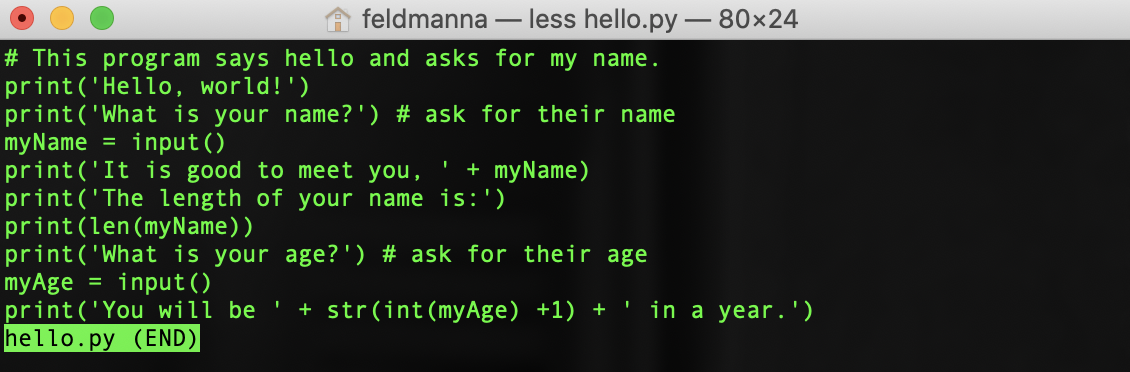 feldmanna — less hello.py — 80×24
# This program says hello and asks for my name.
print('Hello, world!')
print('What is your name?') # ask for their name
myName = input()
print('It is good to meet you, ' + myName)
print('The length of your name is:')
print(len(myName))
print('What is your age?') # ask for their age
myAge = input()
print('You will be ' + str(int(myAge) +1) + ' in a year.')
hello.py (END)